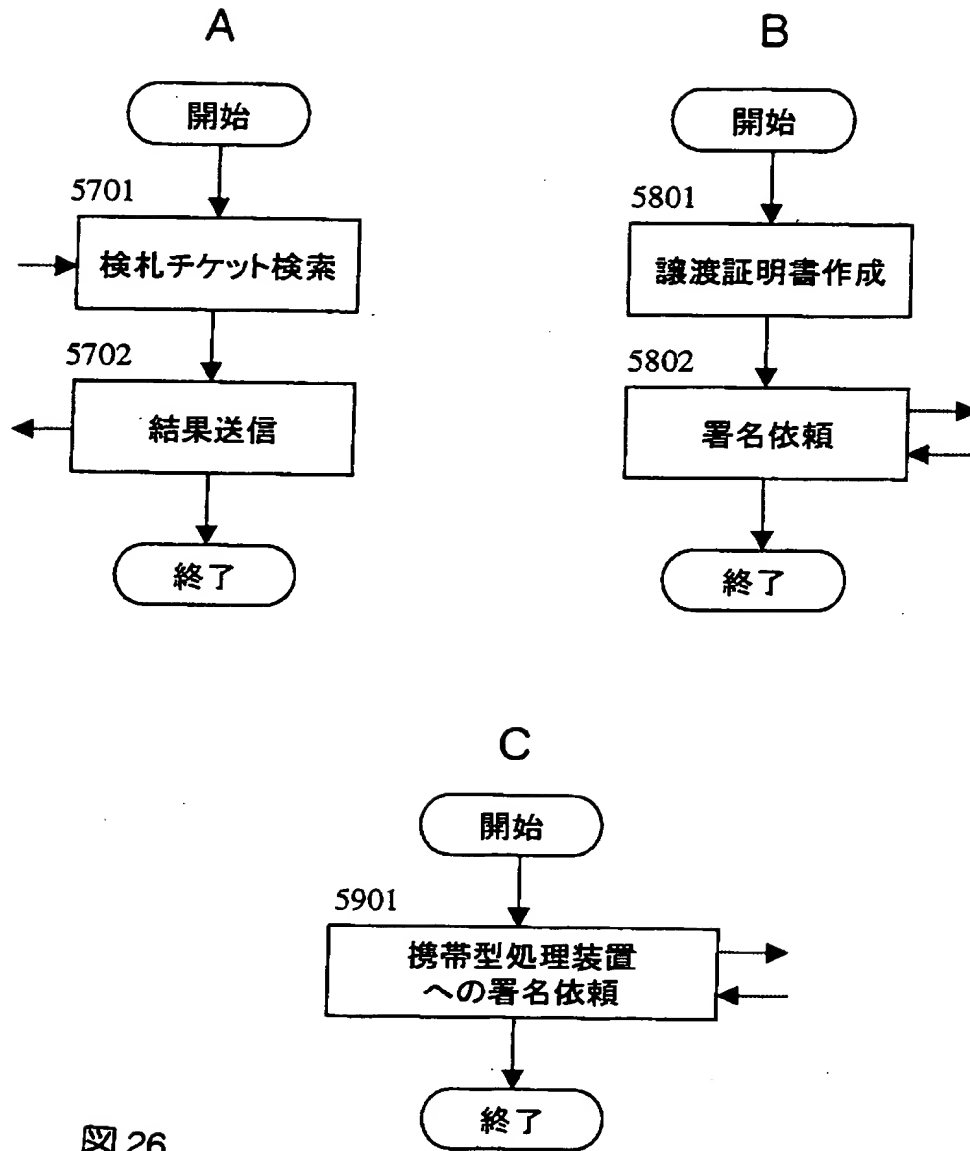 A
開始
5701
検札チケット検索
5702
結果送信
終了
B
開始
5801
譲渡証明書作成
5802
署名依頼
終了
C
開始
5901
携帯型処理装置
への署名依頼
終了
図26